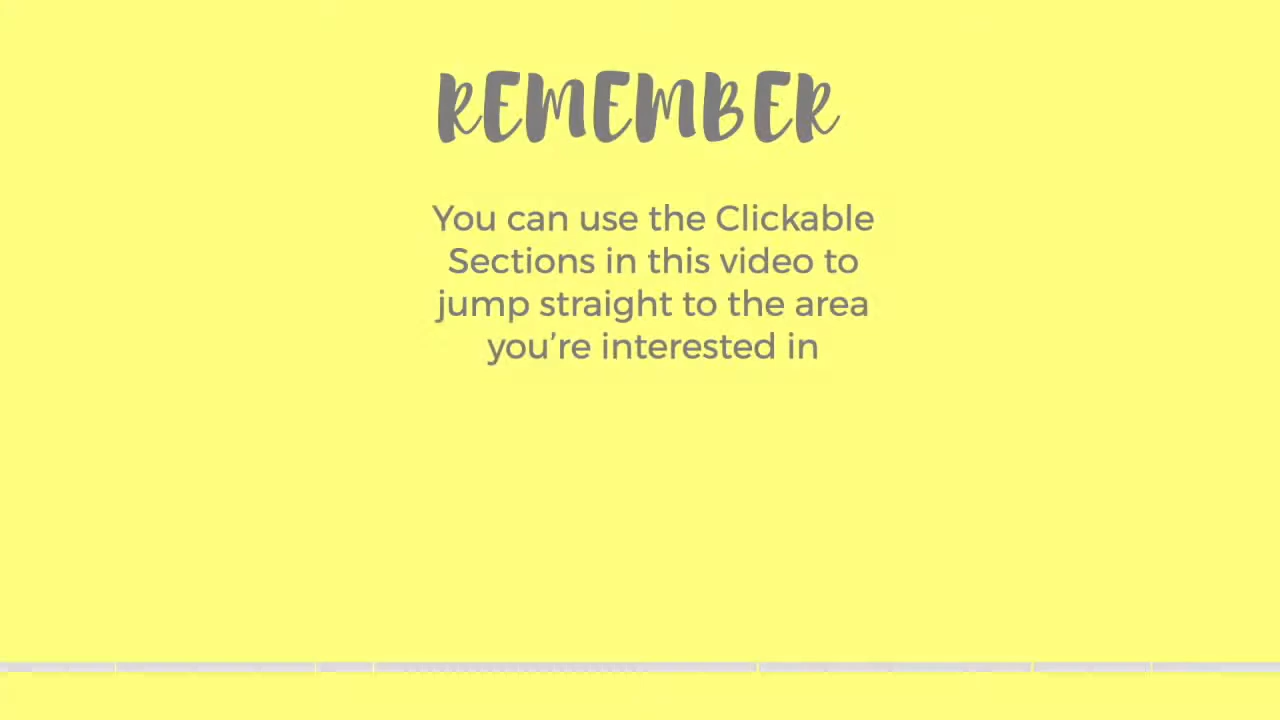 REMEMBER
You can use the Clickable
Sections in this video to
jump straight to the area
you’re interested in